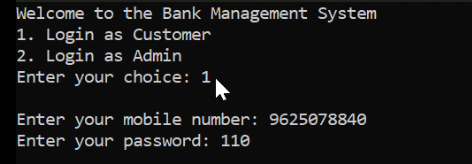 Welcome to the Bank Management System
1. Login as Customer
2. Login as Admin
Enter your choice: 1
Enter your mobile number: 9625078840
Enter your password: 110